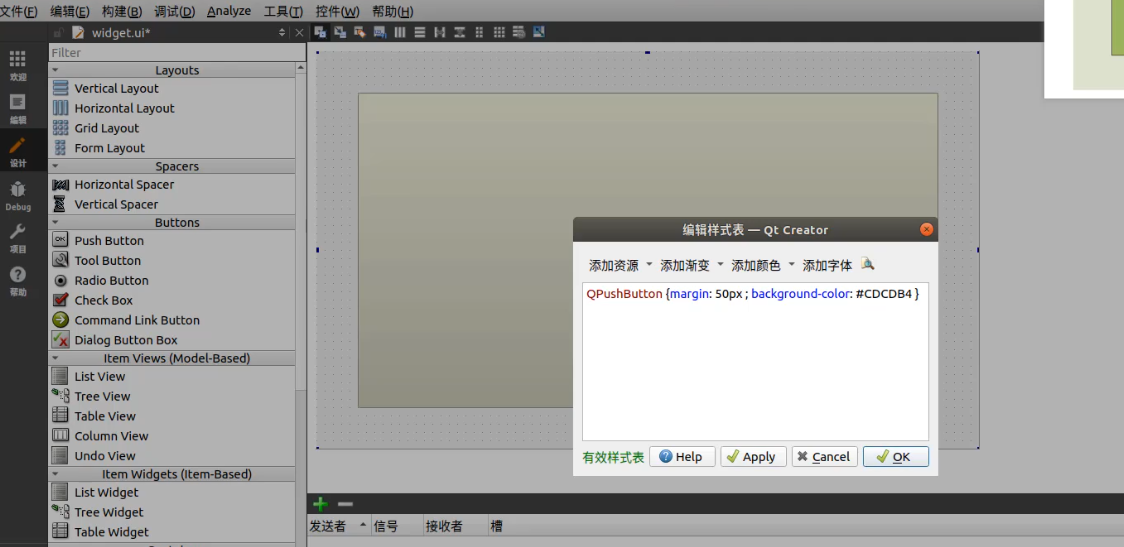 文件(F) 编辑(E) 构建(B) 调试(D) Analyze 工具(T) 控件(W) 帮助(H)
widget.ui*
Filter
欢迎
编辑
设计
Debug
项目
帮助
Layouts
Vertical Layout
Horizontal Layout
Grid Layout
Form Layout
Spacers
Horizontal Spacer
Vertical Spacer
Buttons
OK
Push Button
Tool Button
Radio Button
Check Box
Command Link Button
Dialog Button Box
Item Views (Model-Based)
List View
Tree View
Table View
Column View
Undo View
Item Widgets (Item-Based)
List Widget
Tree Widget
Table Widget
编辑样式表 — Qt Creator
添加资源 添加渐变 添加颜色 添加字体
QPushButton {margin: 50px ; background-color: #CDCDB4 }
有效样式表 Help Apply Cancel OK
发送者 信号 接收者 槽